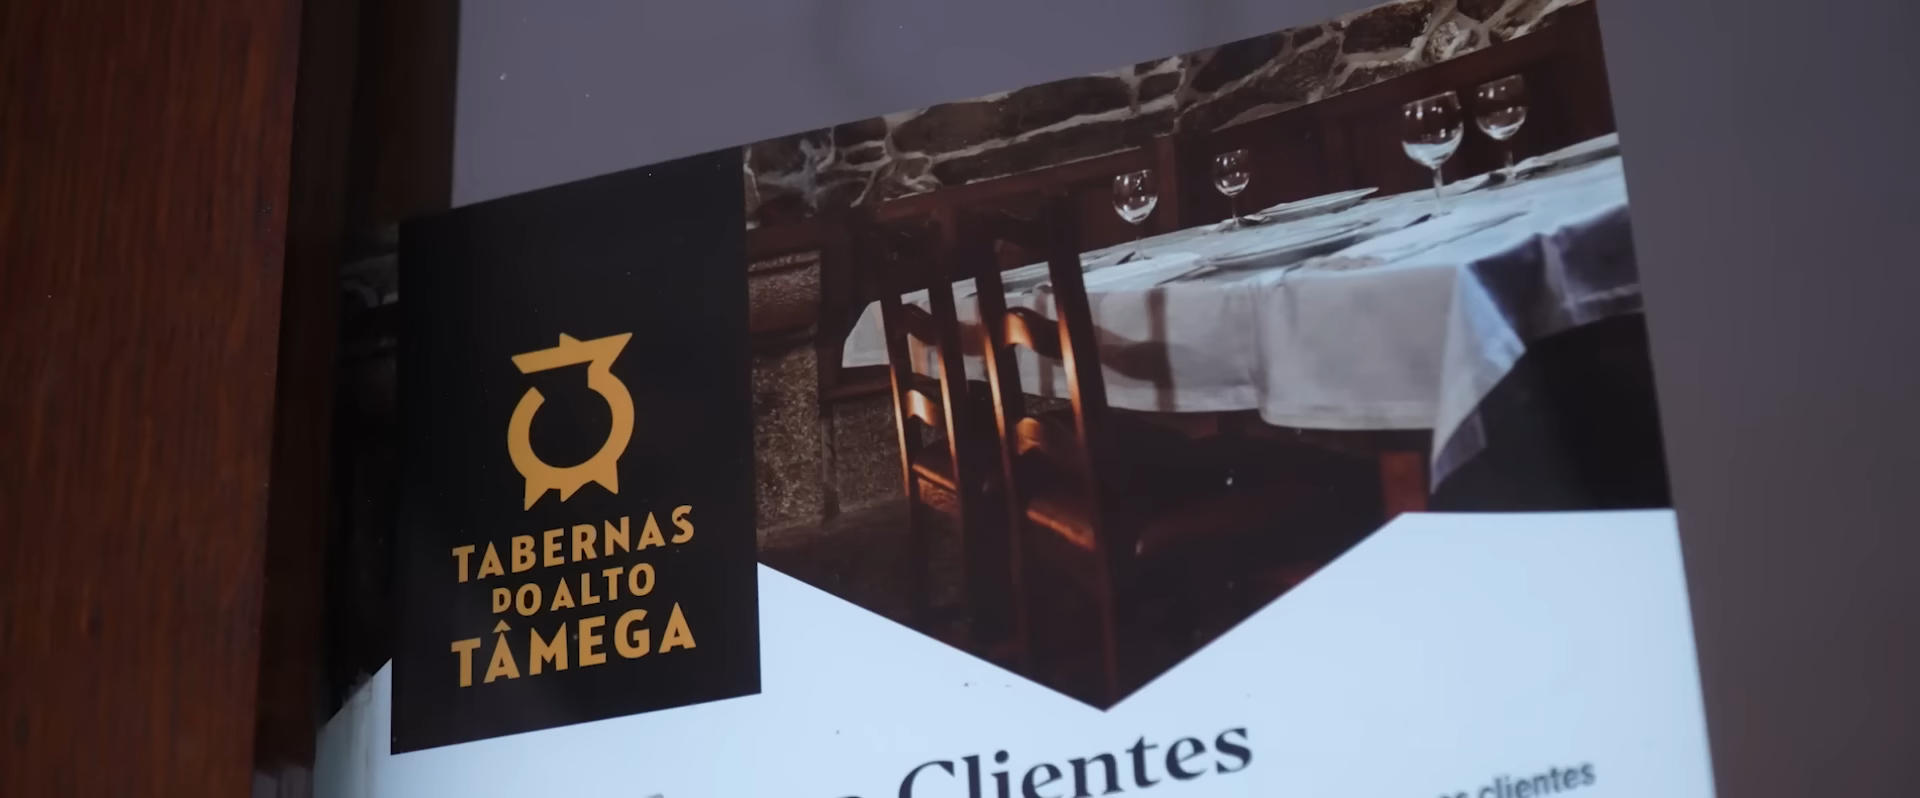 TABERNAS
DO ALTO
TÂMEGA
Clientes
clientes